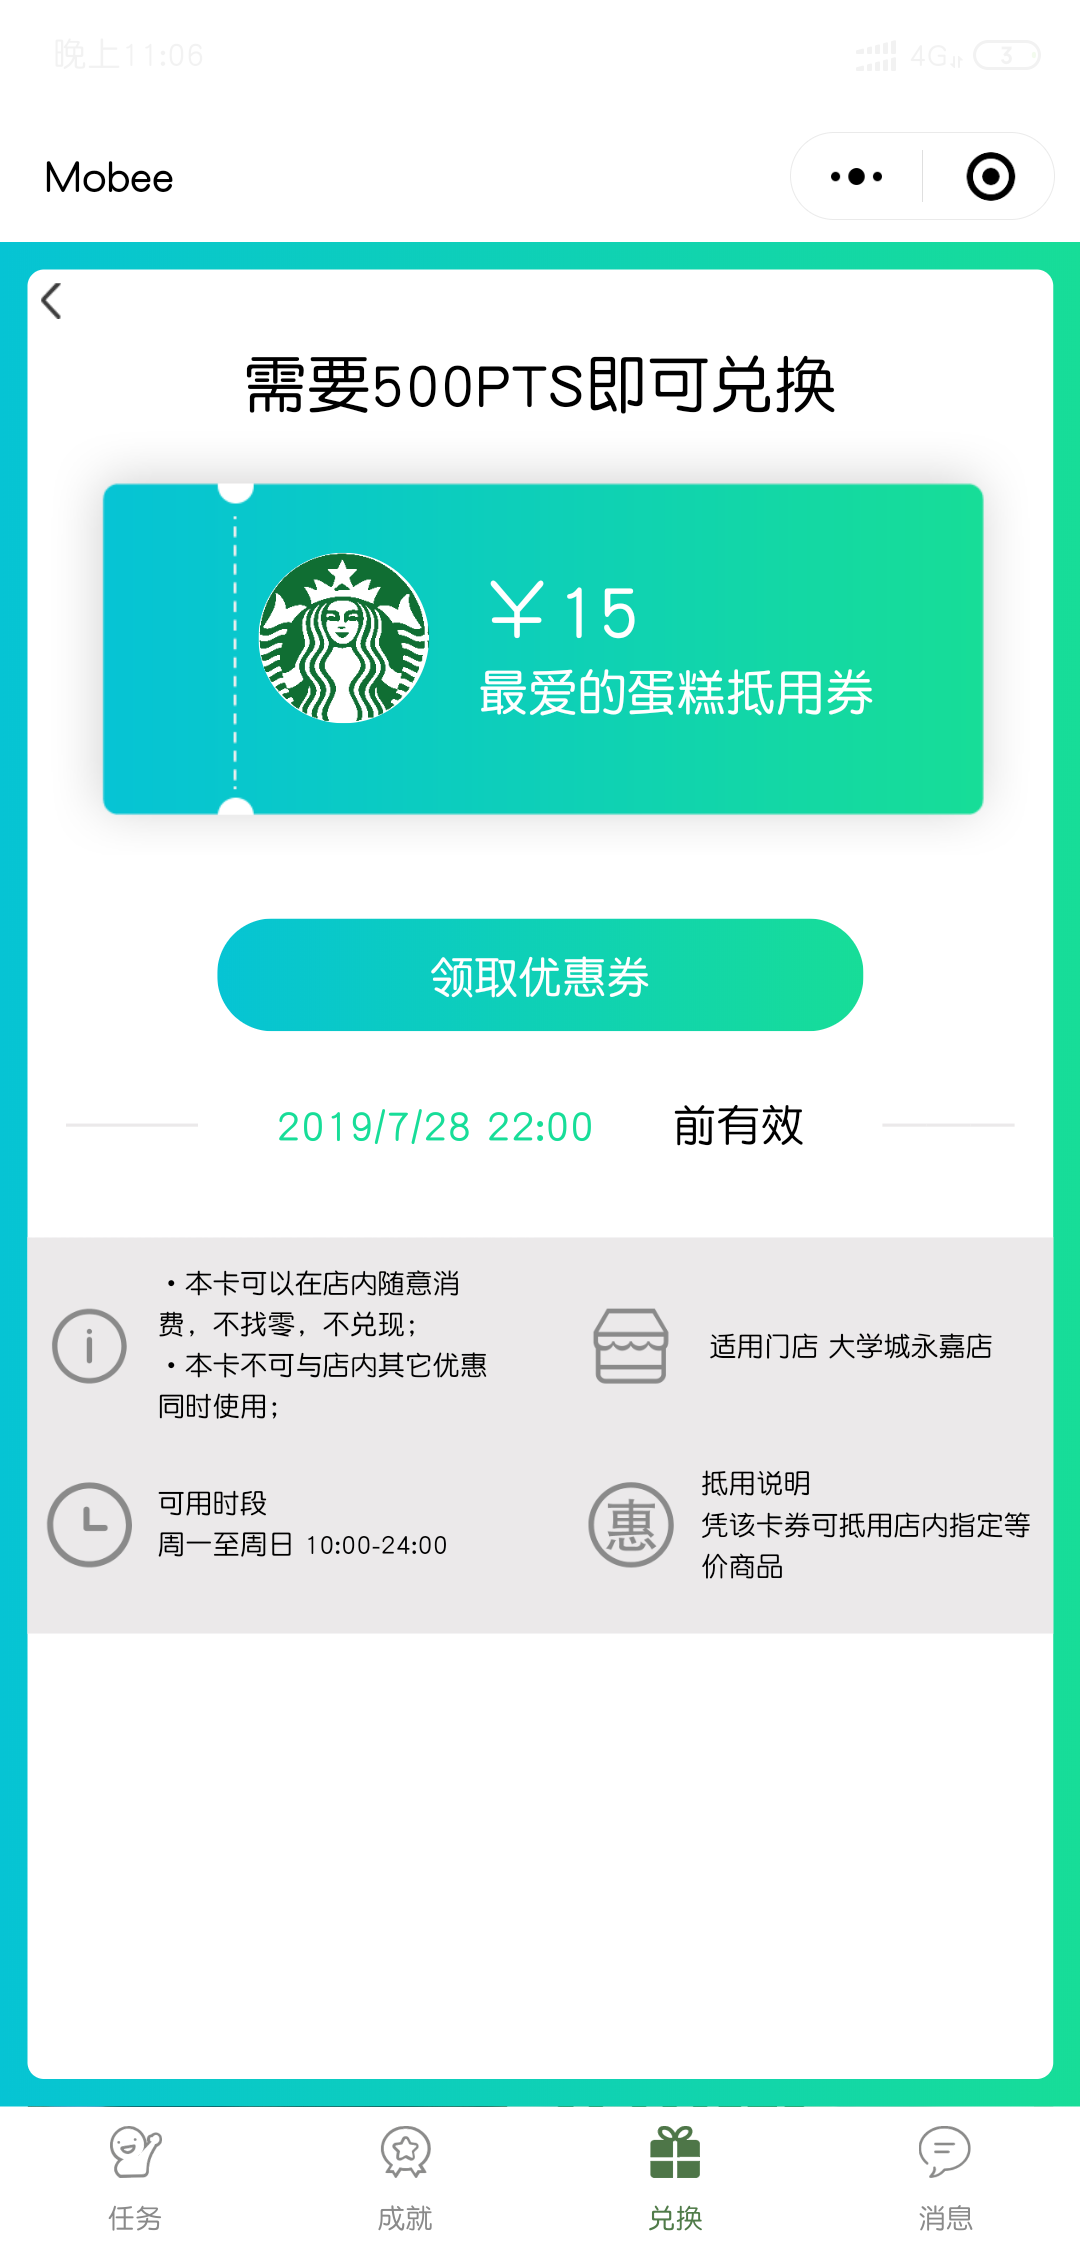 晚上11:06
4G
3
Mobee
需要500PTS即可兑换
￥15
最爱的蛋糕抵用券
领取优惠券
2019/7/28 22:00 前有效
·本卡可以在店内随意消
费，不找零，不兑现；
·本卡不可与店内其它优惠
同时使用；
适用门店 大学城永嘉店
可用时段
周一至周日 10:00-24:00
惠
抵用说明
凭该卡券可抵用店内指定等
价商品
任务
成就
兑换
消息